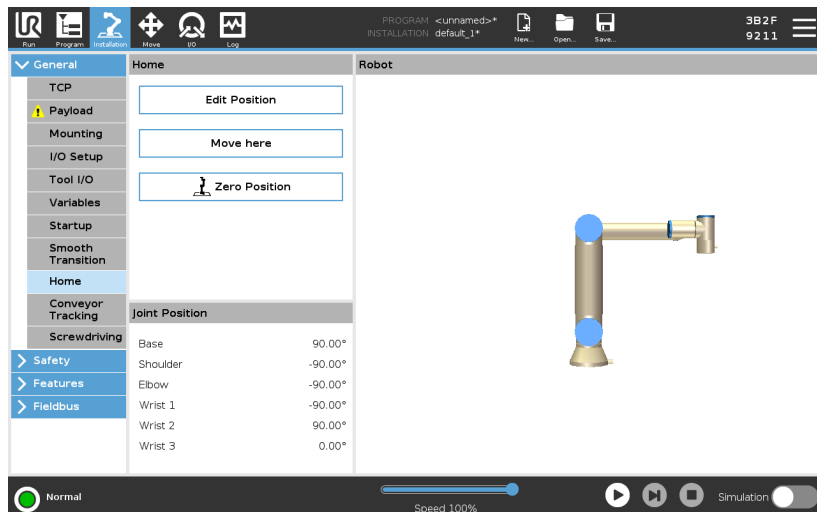 UR
PROGRAM <unnamed>*
INSTALLATION default_1*
3B2F
9211
Run Program Installation Move I/O Log New... Open... Save...
General
Home
Robot
TCP
Payload
Mounting
I/O Setup
Tool I/O
Variables
Startup
Smooth
Transition
Home
Conveyor
Tracking
Screwdriving
Safety
Features
Fieldbus
Edit Position
Move here
Zero Position
Joint Position
Base 90.00°
Shoulder -90.00°
Elbow -90.00°
Wrist 1 -90.00°
Wrist 2 90.00°
Wrist 3 0.00°
Normal
Speed 100%
Simulation